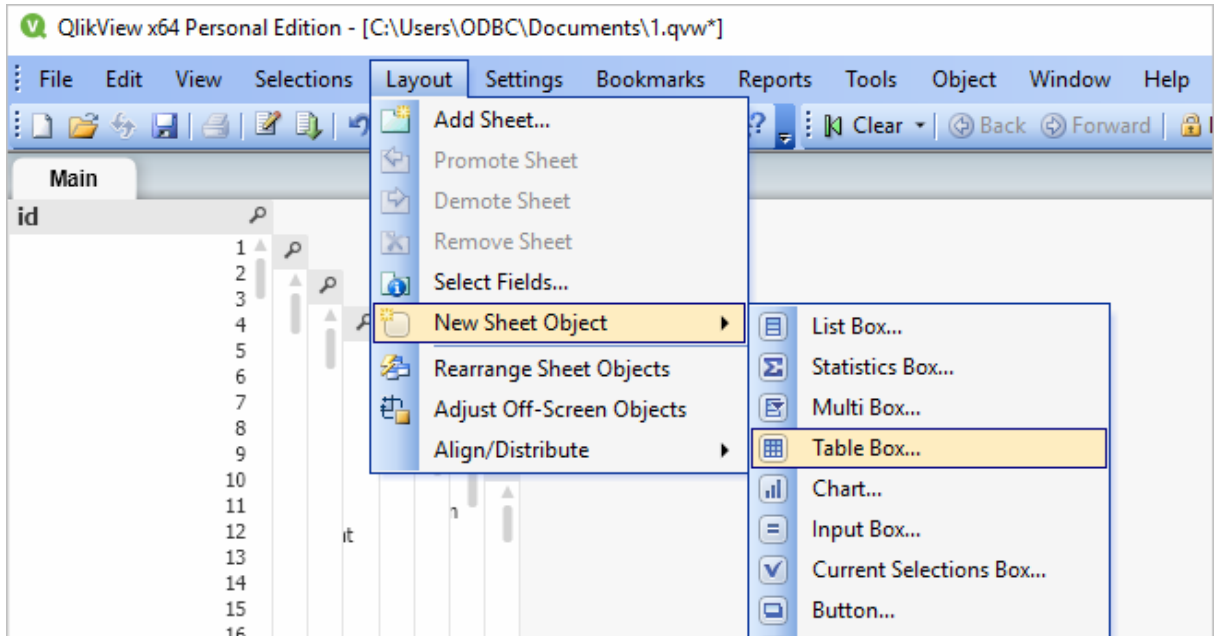 QlikView x64 Personal Edition - [C:\Users\ODBC\Documents\1.qvw*]
File Edit View Selections Layout Settings Bookmarks Reports Tools Object Window Help
Clear Back Forward
Main
id
Add Sheet...
Promote Sheet
Demote Sheet
Remove Sheet
Select Fields...
New Sheet Object
Rearrange Sheet Objects
Adjust Off-Screen Objects
Align/Distribute
List Box...
Statistics Box...
Multi Box...
Table Box...
Chart...
Input Box...
Current Selections Box...
Button...
1
2
3
4
5
6
7
8
9
10
11
12
13
14
15
16